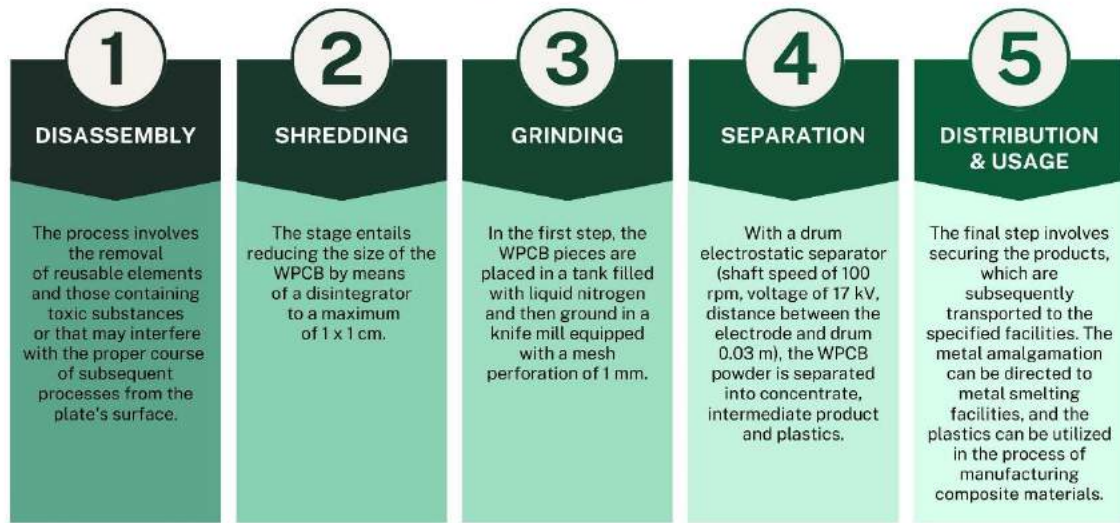 1
DISASSEMBLY
The process involves
the removal
of reusable elements
and those containing
toxic substances
or that may interfere
with the proper course
of subsequent
processes from the
plate's surface.
2
SHREDDING
The stage entails
reducing the size of the
WPCB by means
of a disintegrator
to a maximum
of 1 x 1 cm.
3
GRINDING
In the first step, the
WPCB pieces are
placed in a tank filled
with liquid nitrogen
and then ground in a
knife mill equipped
with a mesh
perforation of 1 mm.
4
SEPARATION
With a drum
electrostatic separator
(shaft speed of 100
rpm, voltage of 17 kV,
distance between the
electrode and drum
0.03 m), the WPCB
powder is separated
into concentrate,
intermediate product
and plastics.
5
DISTRIBUTION
& USAGE
The final step involves
securing the products,
which are
subsequently
transported to the
specified facilities. The
metal amalgamation
can be directed to
metal smelting
facilities, and the
plastics can be utilized
in the process of
manufacturing
composite materials.